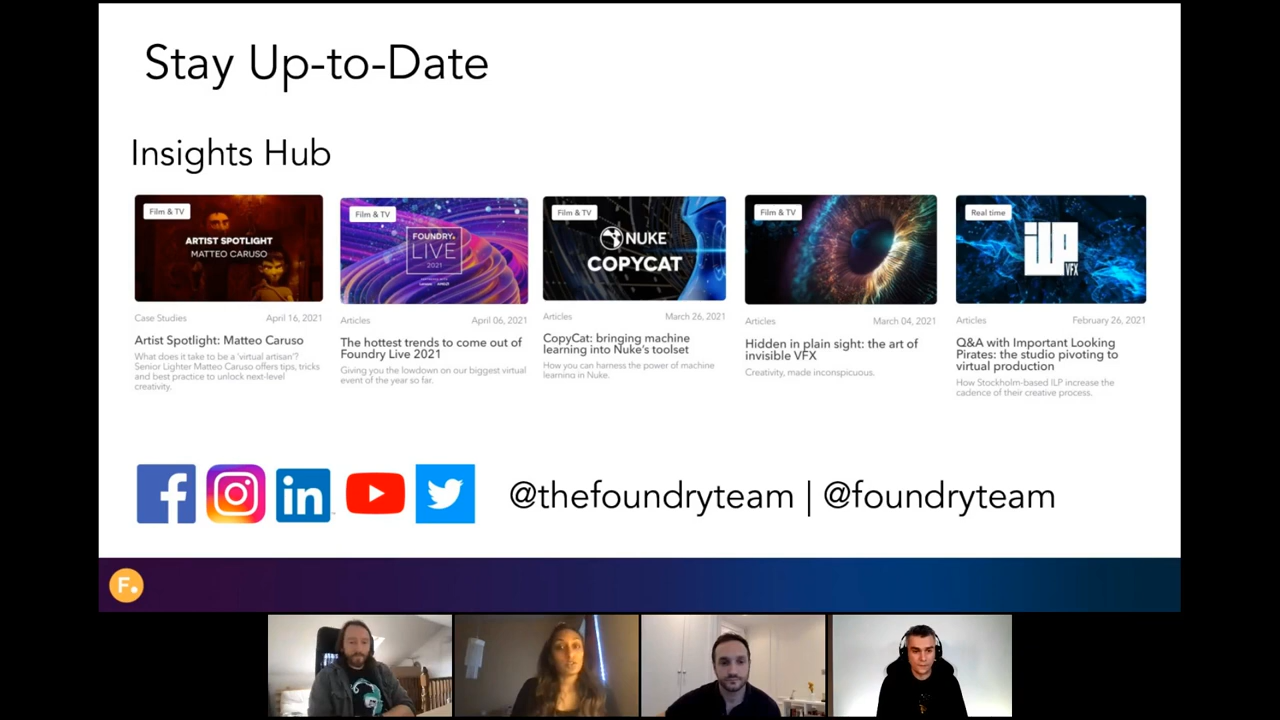 Stay Up-to-Date
Insights Hub
Film & TV
ARTIST SPOTLIGHT
MATTEO CARUSO
Case Studies April 16, 2021
Artist Spotlight: Matteo Caruso
What does it take to be a 'virtual artisan'?
Senior Lighter Matteo Caruso offers tips, tricks
and best practice to unlock next-level
creativity.
Film & TV
FOUNDRY.
LIVE
2021
Articles April 06, 2021
The hottest trends to come out of
Foundry Live 2021
Giving you the lowdown on our biggest virtual
event of the year so far.
Film & TV
NUKE
COPYCAT
Articles March 26, 2021
CopyCat: bringing machine
learning into Nuke's toolset
How you can harness the power of machine
learning in Nuke.
Film & TV
Articles March 04, 2021
Hidden in plain sight: the art of
invisible VFX
Creativity, made inconspicuous.
Real time
ILP
VFX
Articles February 26, 2021
Q&A with Important Looking
Pirates: the studio pivoting to
virtual production
How Stockholm-based ILP increase the
cadence of their creative process.
f in @thefoundryteam | @foundryteam
F.